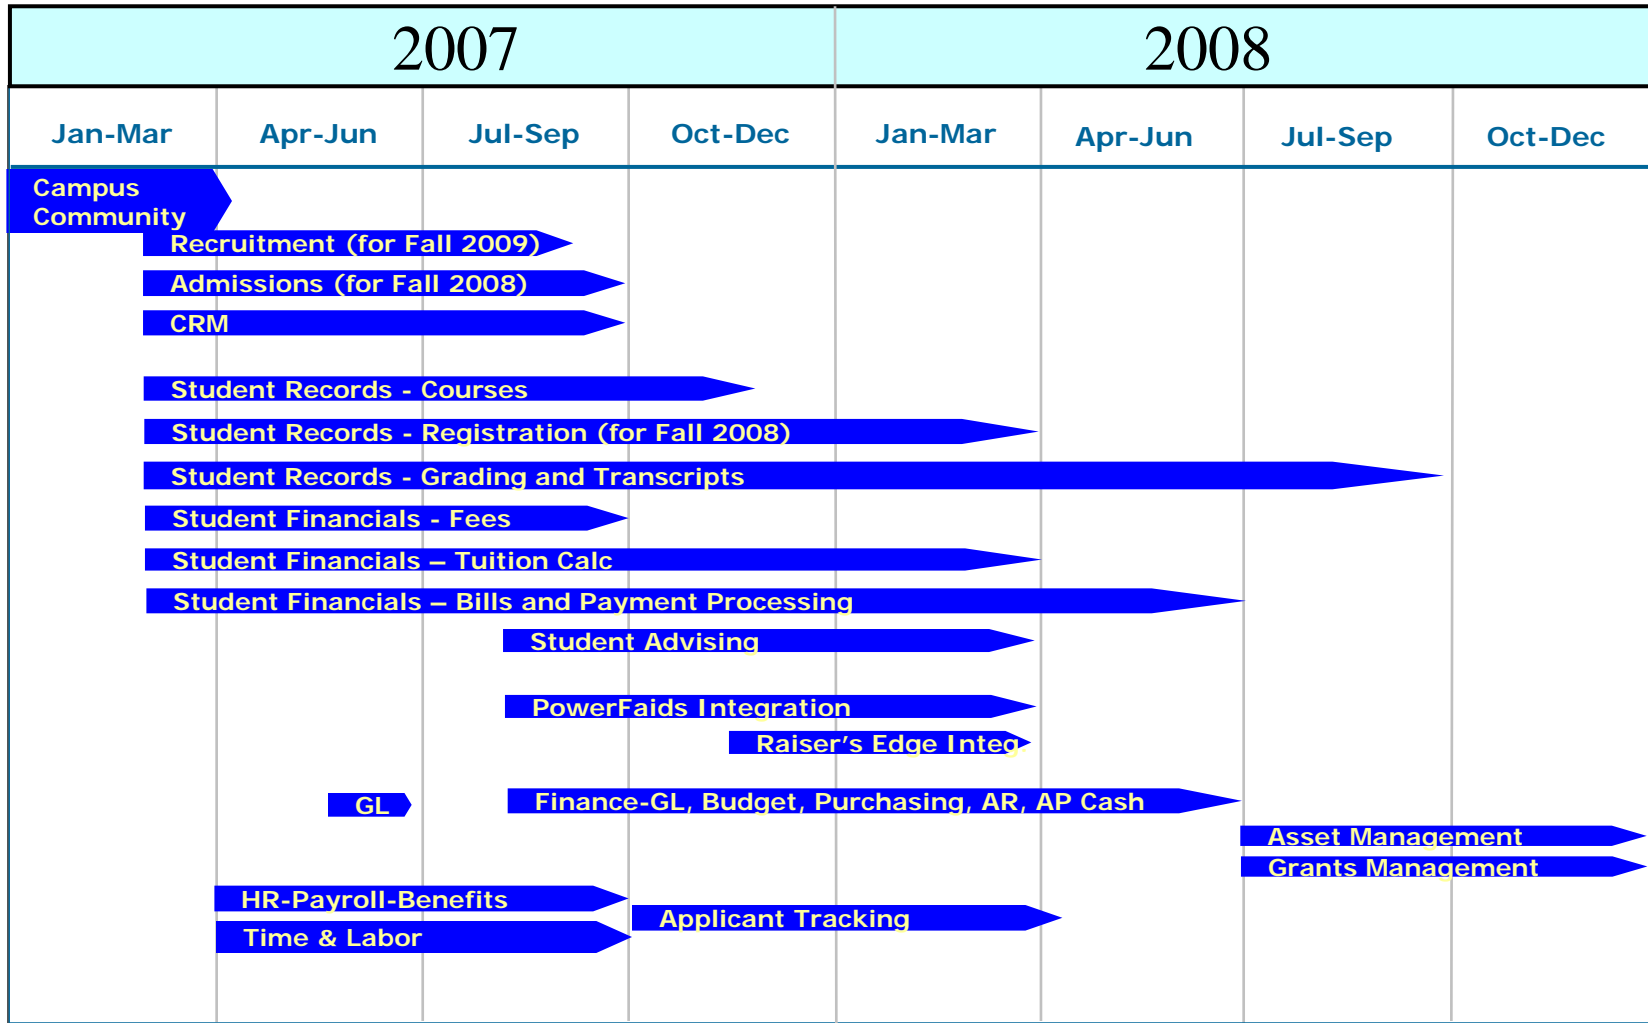 2007
2008
Jan-Mar
Apr-Jun
Jul-Sep
Oct-Dec
Jan-Mar
Apr-Jun
Jul-Sep
Oct-Dec
Campus
Community
Recruitment (for Fall 2009)
Admissions (for Fall 2008)
CRM
Student Records - Courses
Student Records - Registration (for Fall 2008)
Student Records - Grading and Transcripts
Student Financials - Fees
Student Financials – Tuition Calc
Student Financials – Bills and Payment Processing
Student Advising
PowerFaids Integration
Raiser’s Edge Integ
GL
Finance-GL, Budget, Purchasing, AR, AP Cash
Asset Management
Grants Management
HR-Payroll-Benefits
Applicant Tracking
Time & Labor